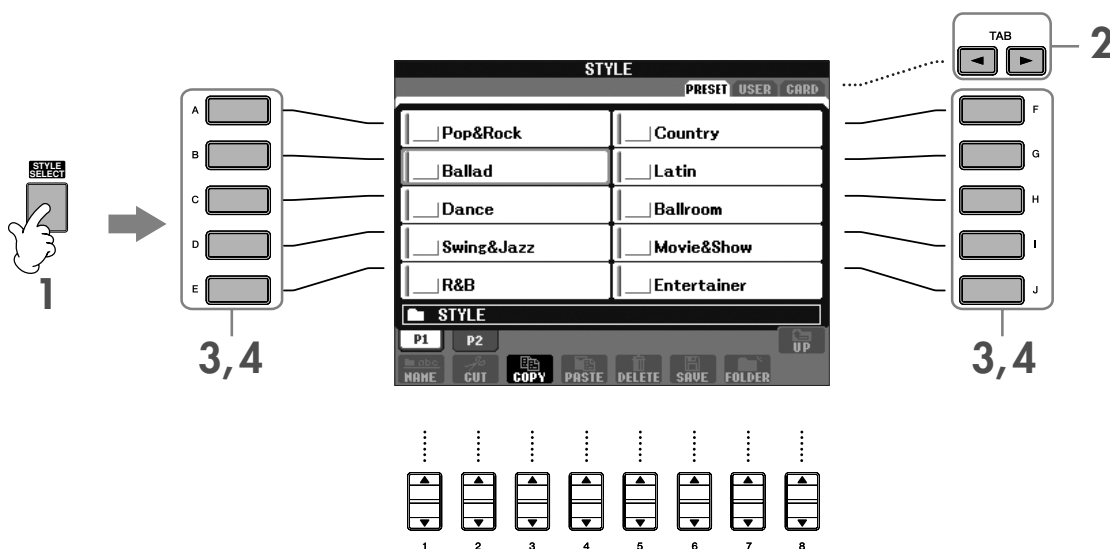 TAB
2
STYLE
PRESET USER CARD
A
Pop&Rock Country
F
B
Ballad Latin
G
STYLE
SELECT
C
Dance Ballroom
H
D
Swing&Jazz Movie&Show
I
E
R&B Entertainer
J
1
STYLE
P1 P2 UP
3,4
3,4
abc
NAME CUT COPY PASTE DELETE SAVE FOLDER
1 2 3 4 5 6 7 8